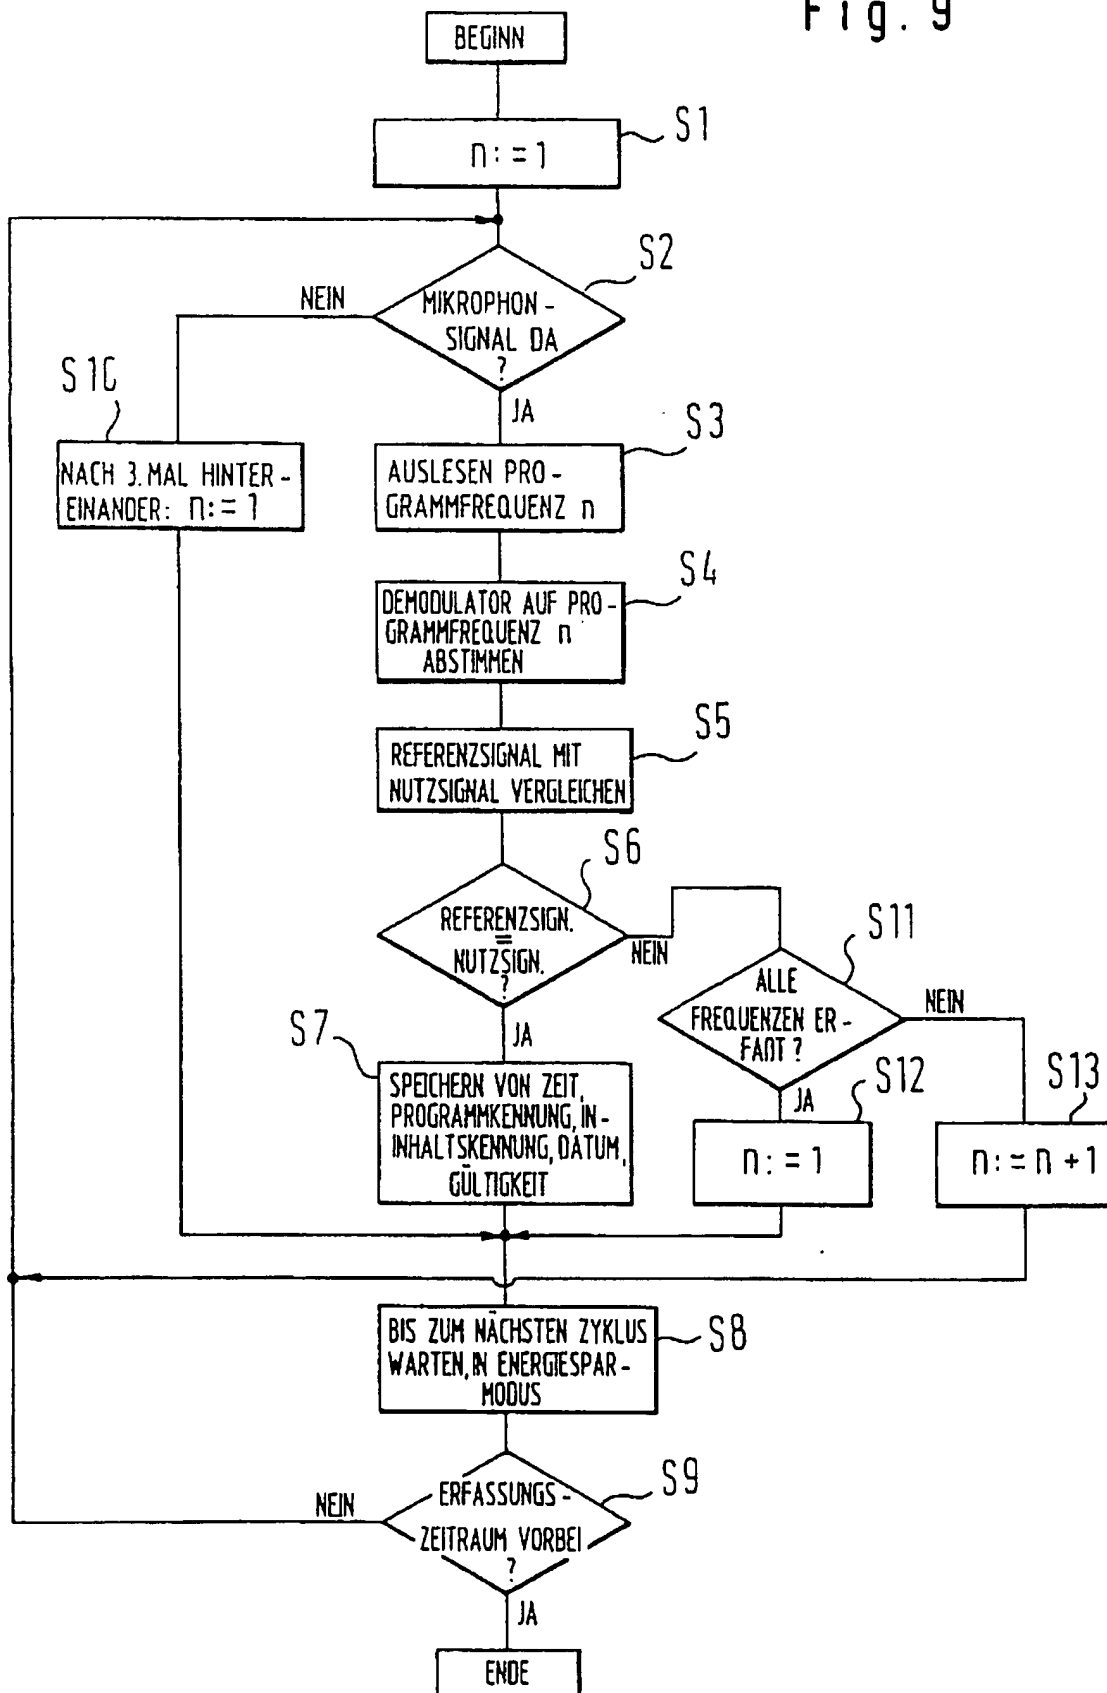 Fig. 9
BEGINN
S1
n:=1
S2
NEIN
MIKROPHON-
SIGNAL DA
?
JA
S10
NACH 3. MAL HINTER-
EINANDER: n:=1
S3
AUSLESEN PRO-
GRAMMFREQUENZ n
S4
DEMODULATOR AUF PRO-
GRAMMFREQUENZ n
ABSTIMMEN
S5
REFERENZSIGNAL MIT
NUTZSIGNAL VERGLEICHEN
S6
REFERENZSIGN.
=
NUTZSIGN.
?
NEIN
JA
S11
ALLE
FREQUENZEN ER-
FAßT?
NEIN
JA
S7
SPEICHERN VON ZEIT,
PROGRAMMKENNUNG, IN-
INHALTSKENNUNG, DATUM,
GÜLTIGKEIT
S12
n:=1
S13
n:=n+1
S8
BIS ZUM NÄCHSTEN ZYKLUS
WARTEN, IN ENERGIESPAR-
MODUS
S9
NEIN
ERFASSUNGS-
ZEITRAUM VORBEI
?
JA
ENDE